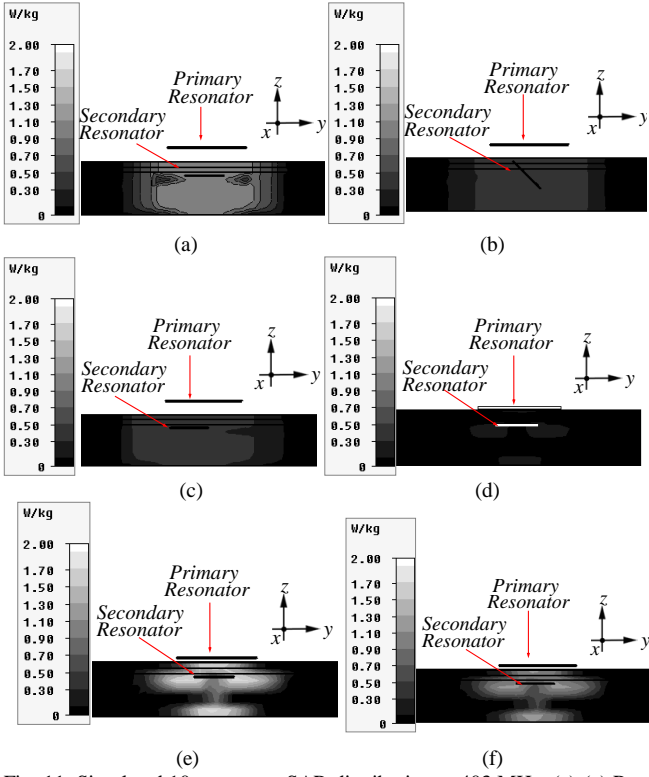 W/kg
2.00
1.70
1.50
1.30
1.10
0.90
0.70
0.50
0.30
0
Primary
Resonator
Secondary
Resonator
z
x
y
(a)
W/kg
2.00
1.70
1.50
1.30
1.10
0.90
0.70
0.50
0.30
0
Primary
Resonator
Secondary
Resonator
z
x
y
(b)
W/kg
2.00
1.70
1.50
1.30
1.10
0.90
0.70
0.50
0.30
0
Primary
Resonator
Secondary
Resonator
z
x
y
(c)
W/kg
2.00
1.70
1.50
1.30
1.10
0.90
0.70
0.50
0.30
0
Primary
Resonator
Secondary
Resonator
z
x
y
(d)
W/kg
2.00
1.70
1.50
1.30
1.10
0.90
0.70
0.50
0.30
0
Primary
Resonator
Secondary
Resonator
z
x
y
(e)
W/kg
2.00
1.70
1.50
1.30
1.10
0.90
0.70
0.50
0.30
0
Primary
Resonator
Secondary
Resonator
z
x
y
(f)